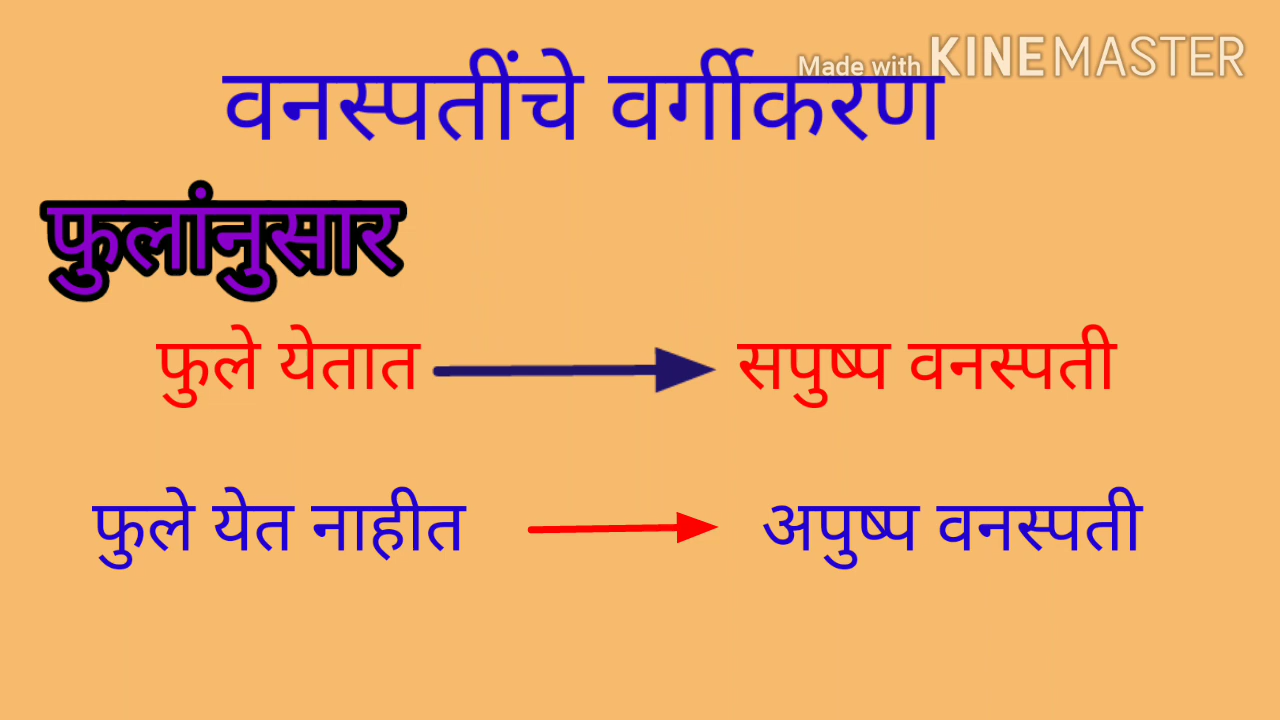 Made with KINEMASTER
वनस्पतींचे वर्गीकरण
फुलांनुसार
फुले येतात सपुष्प वनस्पती
फुले येत नाहीत अपुष्प वनस्पती